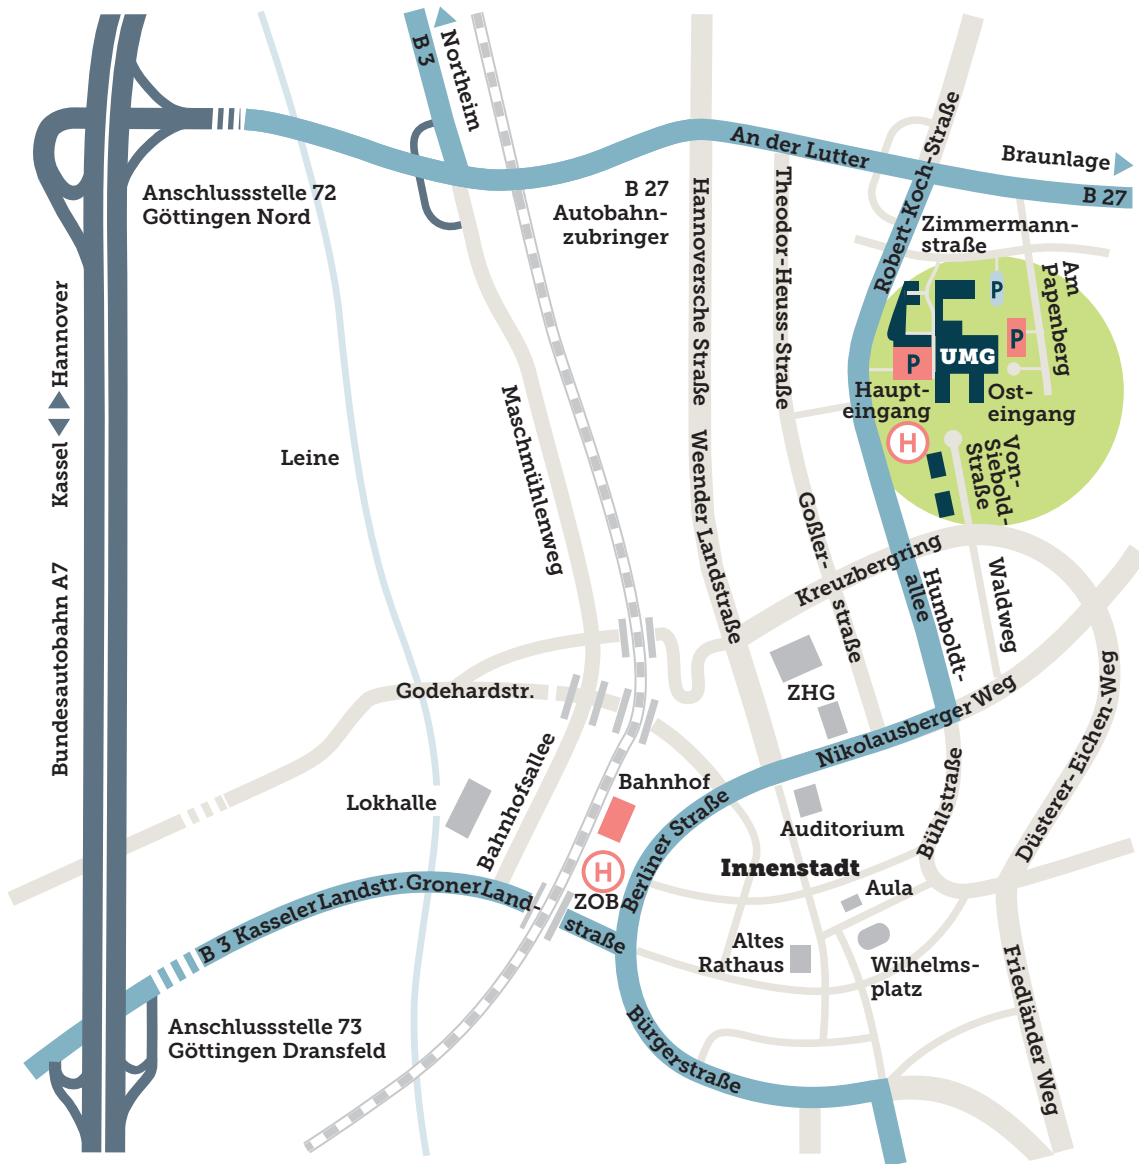 B 3
Northeim
An der Lutter
Braunlage
B 27
Anschlussstelle 72
Göttingen Nord
B 27
Autobahn-
zubringer
Hannoversche Straße
Theodor-Heuss-Straße
Robert-Koch-Straße
Zimmermann-
straße
Am
Papenberg
P
P
P
UMG
Haupt-
eingang
Ost-
eingang
H
Von-
Siebold-
Straße
Kassel
Hannover
Bundesautobahn A7
Leine
Maschmühlenweg
Weender Landstraße
Goßler-
straße
Kreuzbergring
Humboldt-
allee
Waldweg
Godehardstr.
ZHG
Nikolausberger Weg
Düsterer-Eichen-Weg
Bahnhofsallee
Lokhalle
Bahnhof
Berliner Straße
Auditorium
Bühlstraße
Innenstadt
H
ZOB
Aula
B 3 Kasseler Landstr. Groner Land-
straße
Altes
Rathaus
Wilhelms-
platz
Friedländer Weg
Anschlussstelle 73
Göttingen Dransfeld
Bürgerstraße